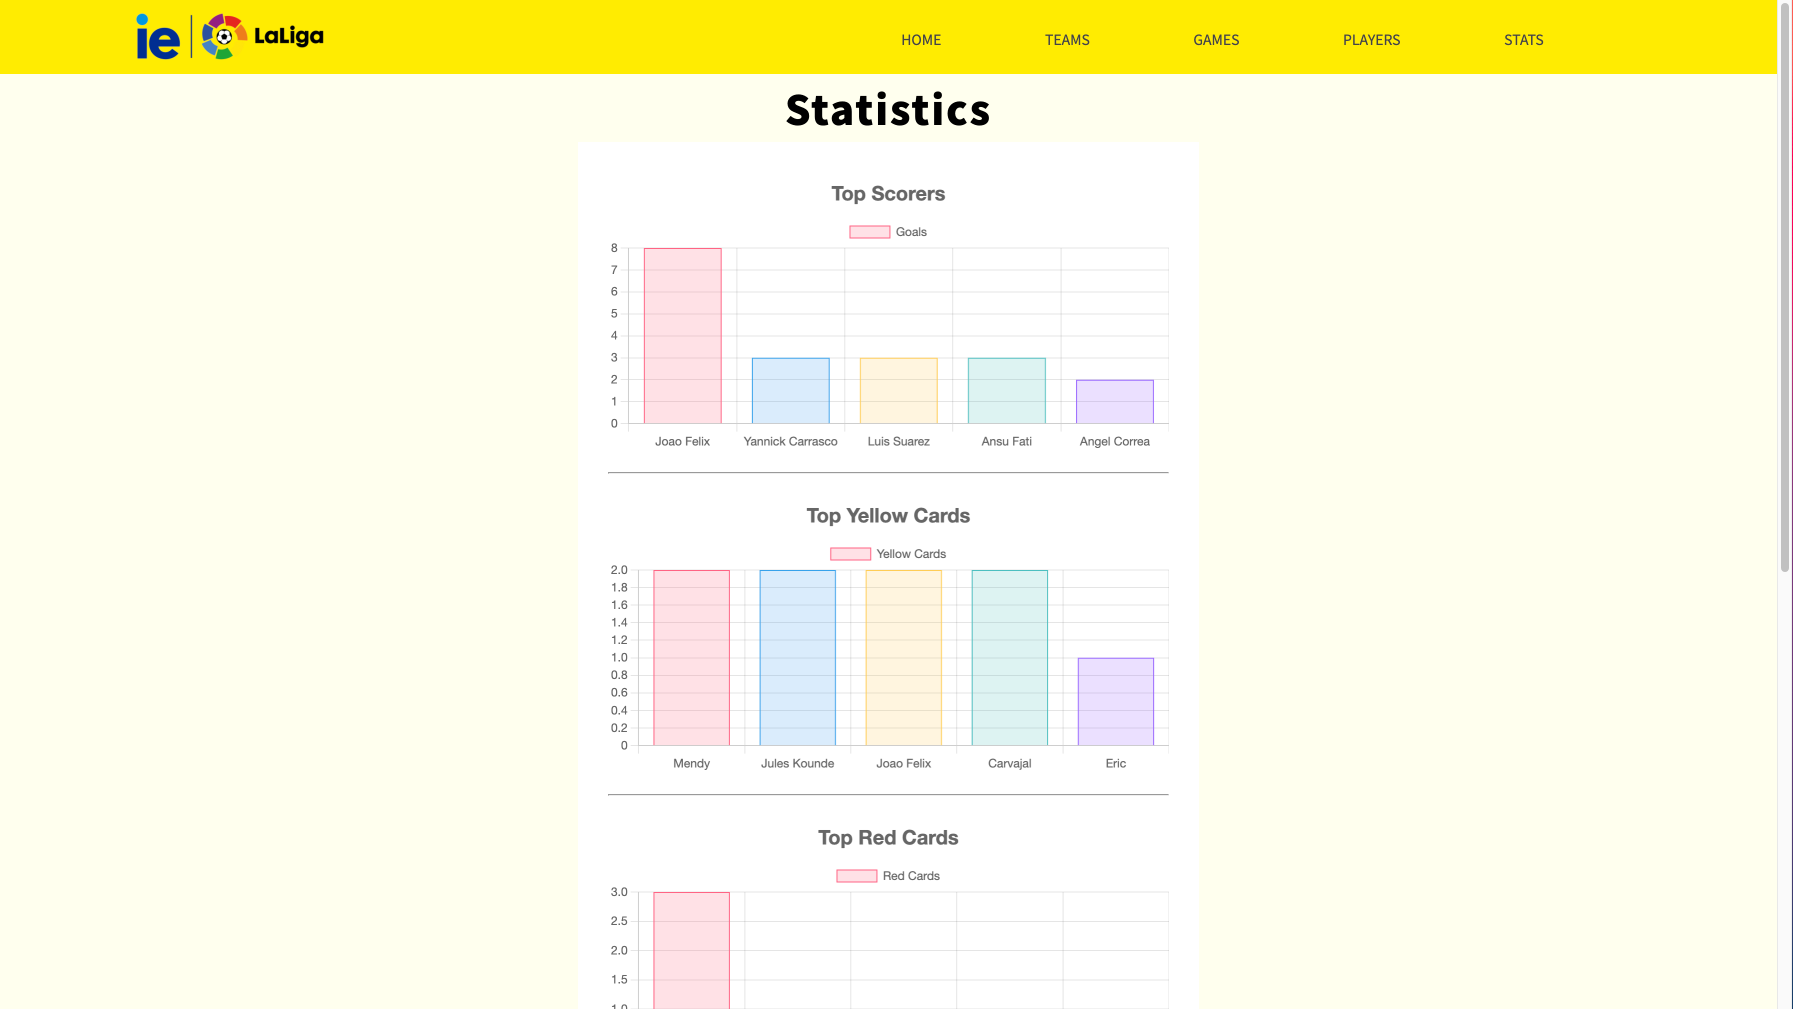 ie LaLiga HOME TEAMS GAMES PLAYERS STATS
Statistics
Top Scorers
Goals
8
7
6
5
4
3
2
1
0
Joao Felix Yannick Carrasco Luis Suarez Ansu Fati Angel Correa
Top Yellow Cards
Yellow Cards
2.0
1.8
1.6
1.4
1.2
1.0
0.8
0.6
0.4
0.2
0
Mendy Jules Kounde Joao Felix Carvajal Eric
Top Red Cards
Red Cards
3.0
2.5
2.0
1.5
1.0